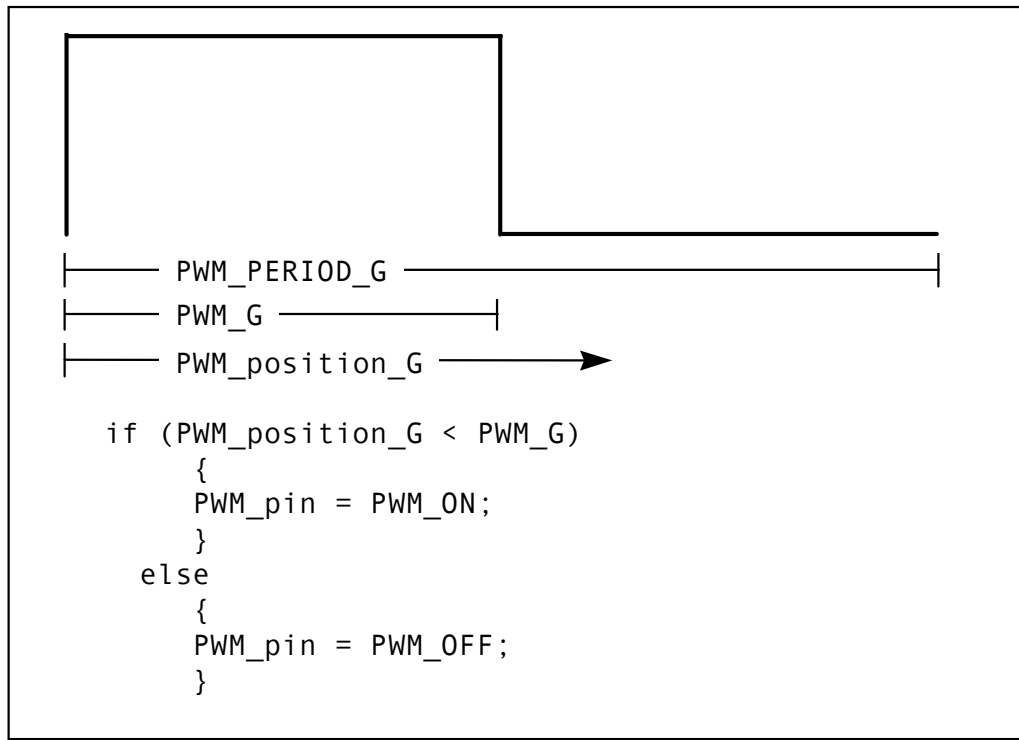 PWM_PERIOD_G
PWM_G
PWM_position_G
if (PWM_position_G < PWM_G)
{
PWM_pin = PWM_ON;
}
else
{
PWM_pin = PWM_OFF;
}